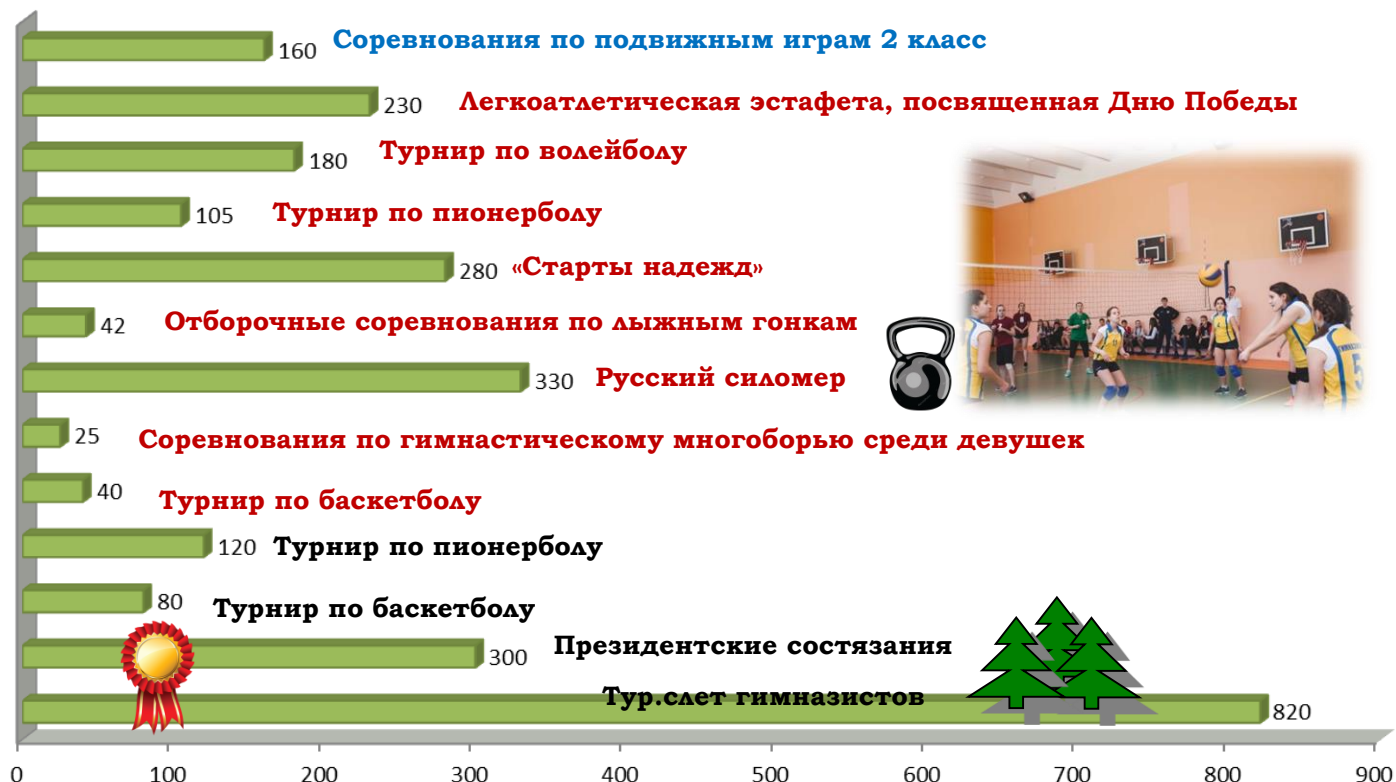 160 Соревнования по подвижным играм 2 класс
230 Легкоатлетическая эстафета, посвященная Дню Победы
180 Турнир по волейболу
105 Турнир по пионерболу
280 «Старты надежд»
42 Отборочные соревнования по лыжным гонкам
330 Русский силомер
25 Соревнования по гимнастическому многоборью среди девушек
40 Турнир по баскетболу
120 Турнир по пионерболу
80 Турнир по баскетболу
300 Президентские состязания
Тур.слет гимназистов 820
0 100 200 300 400 500 600 700 800 900